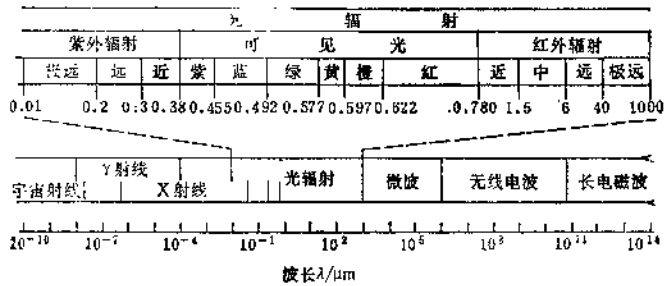 光 辐 射
紫外辐射 可 见 光 红外辐射
极远 远 近 紫 蓝 绿 黄 橙 红 近 中 远 极远
0.01 0.2 0.3 0.38 0.455 0.492 0.577 0.597 0.622 0.780 1.5 6 40 1000
γ射线
宇宙射线 X射线 光辐射 微波 无线电波 长电磁波
10⁻¹⁰ 10⁻⁷ 10⁻⁴ 10⁻¹ 10² 10⁵ 10⁸ 10¹¹ 10¹⁴
波长λ/μm